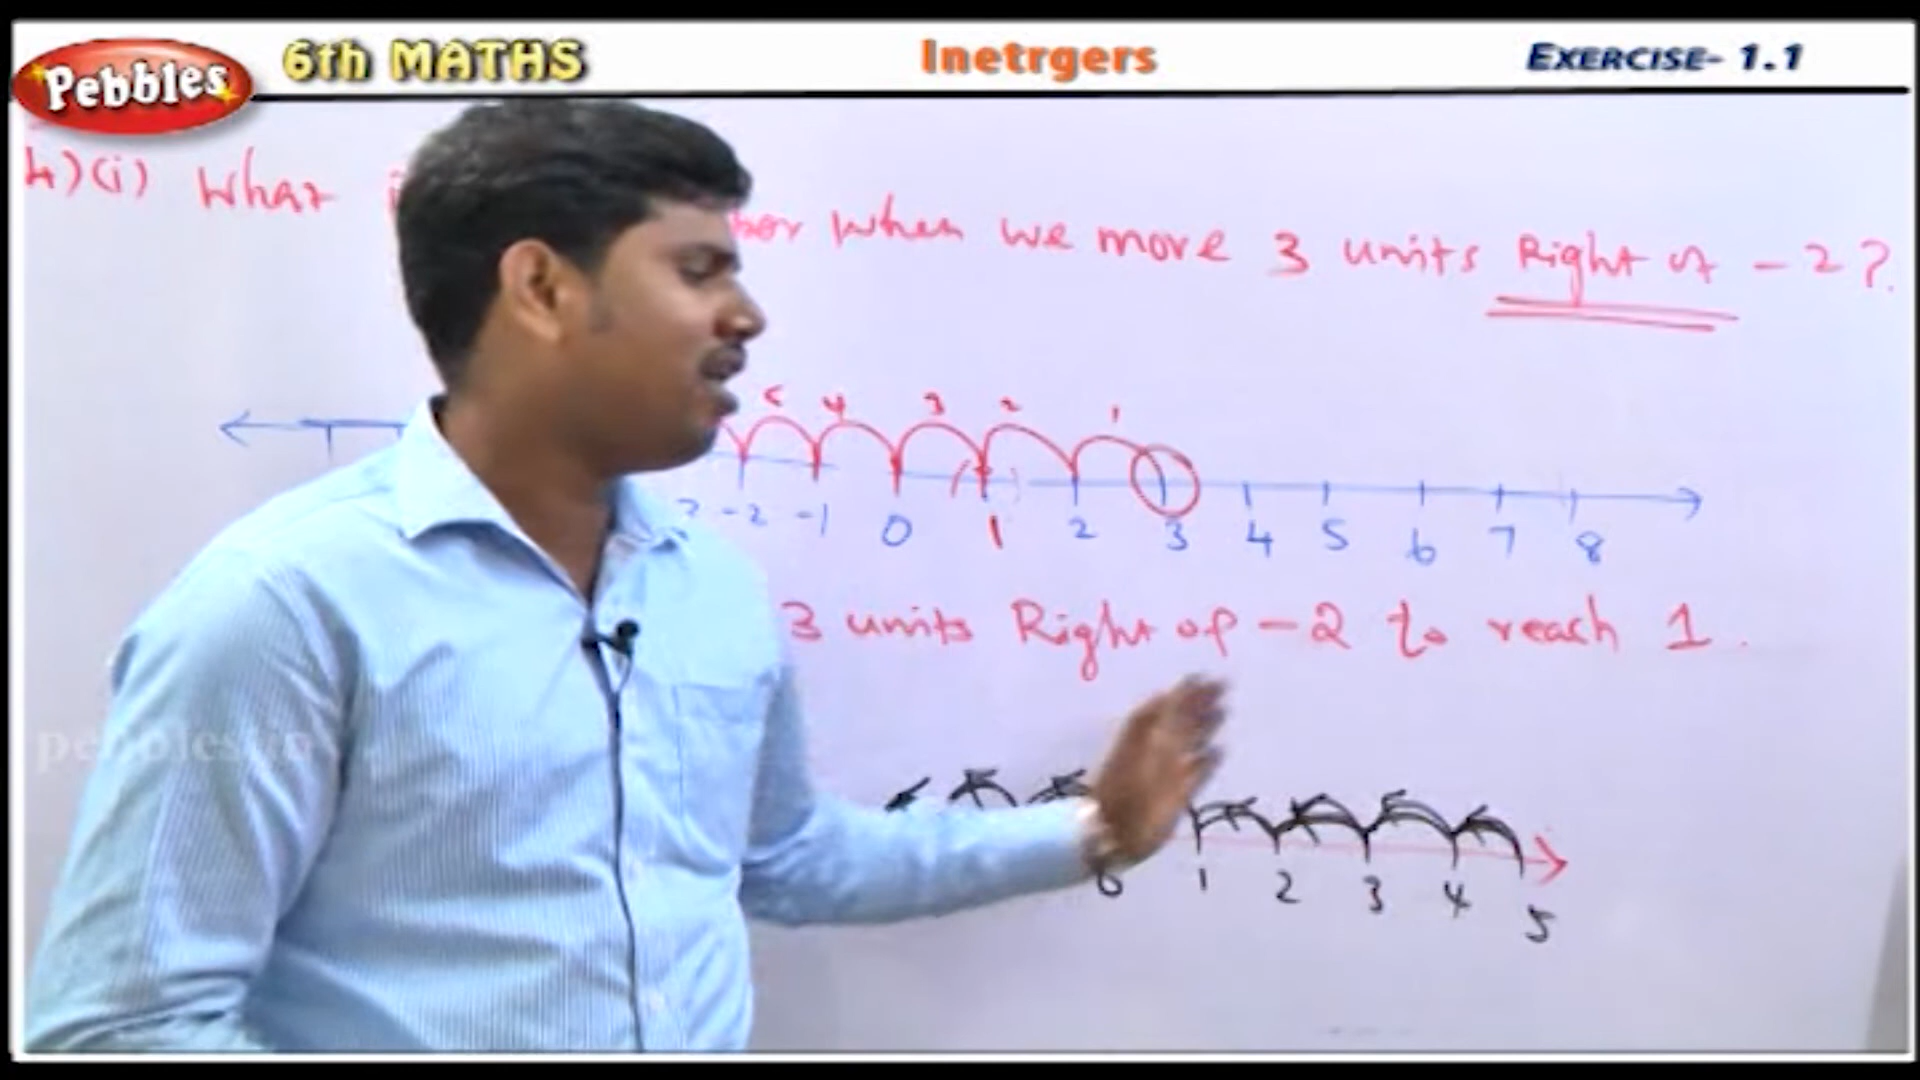 Pebbles
6th MATHS
Inetrgers
EXERCISE- 1.1
4)(i) What when we move 3 units Right of -2?
5 4 3 2 1
-2 -1 0 1 2 3 4 5 6 7 8
3 units Right of -2 to reach 1.
pebbles
0 1 2 3 4 5